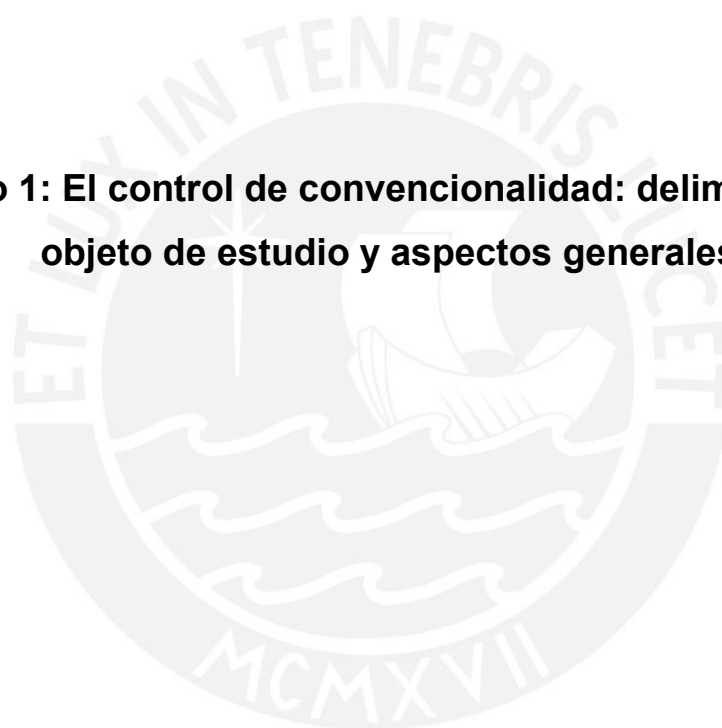 o 1: El control de convencionalidad: delim
objeto de estudio y aspectos generales
ET LUX IN TENEBRIS LUCET
MCMXVII